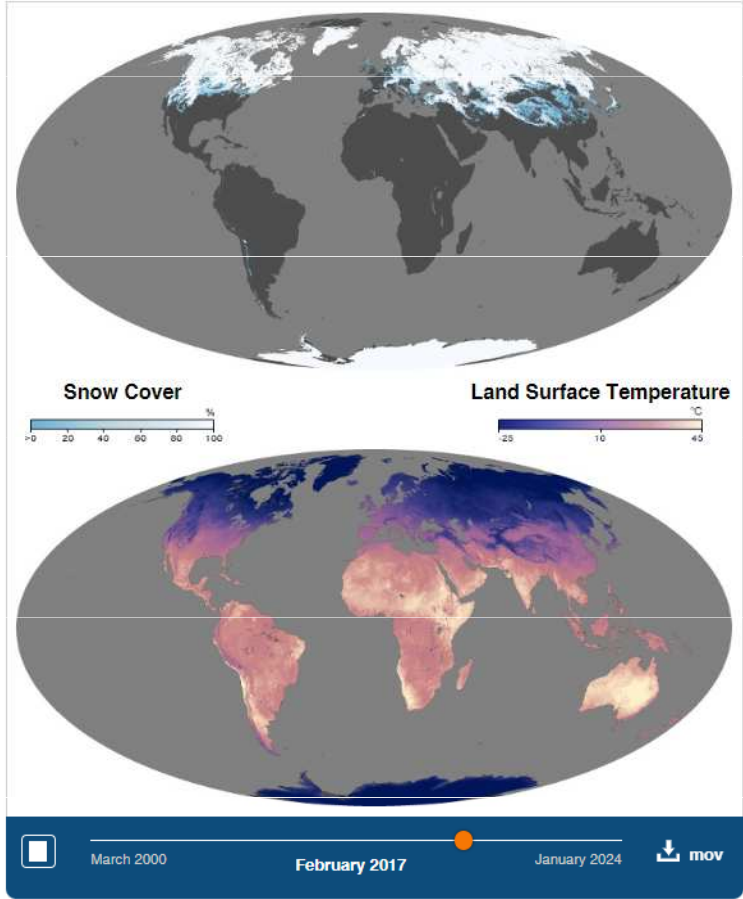 Snow Cover
%
>0 20 40 60 80 100
Land Surface Temperature
°C
-25 10 45
March 2000
February 2017
January 2024
mov